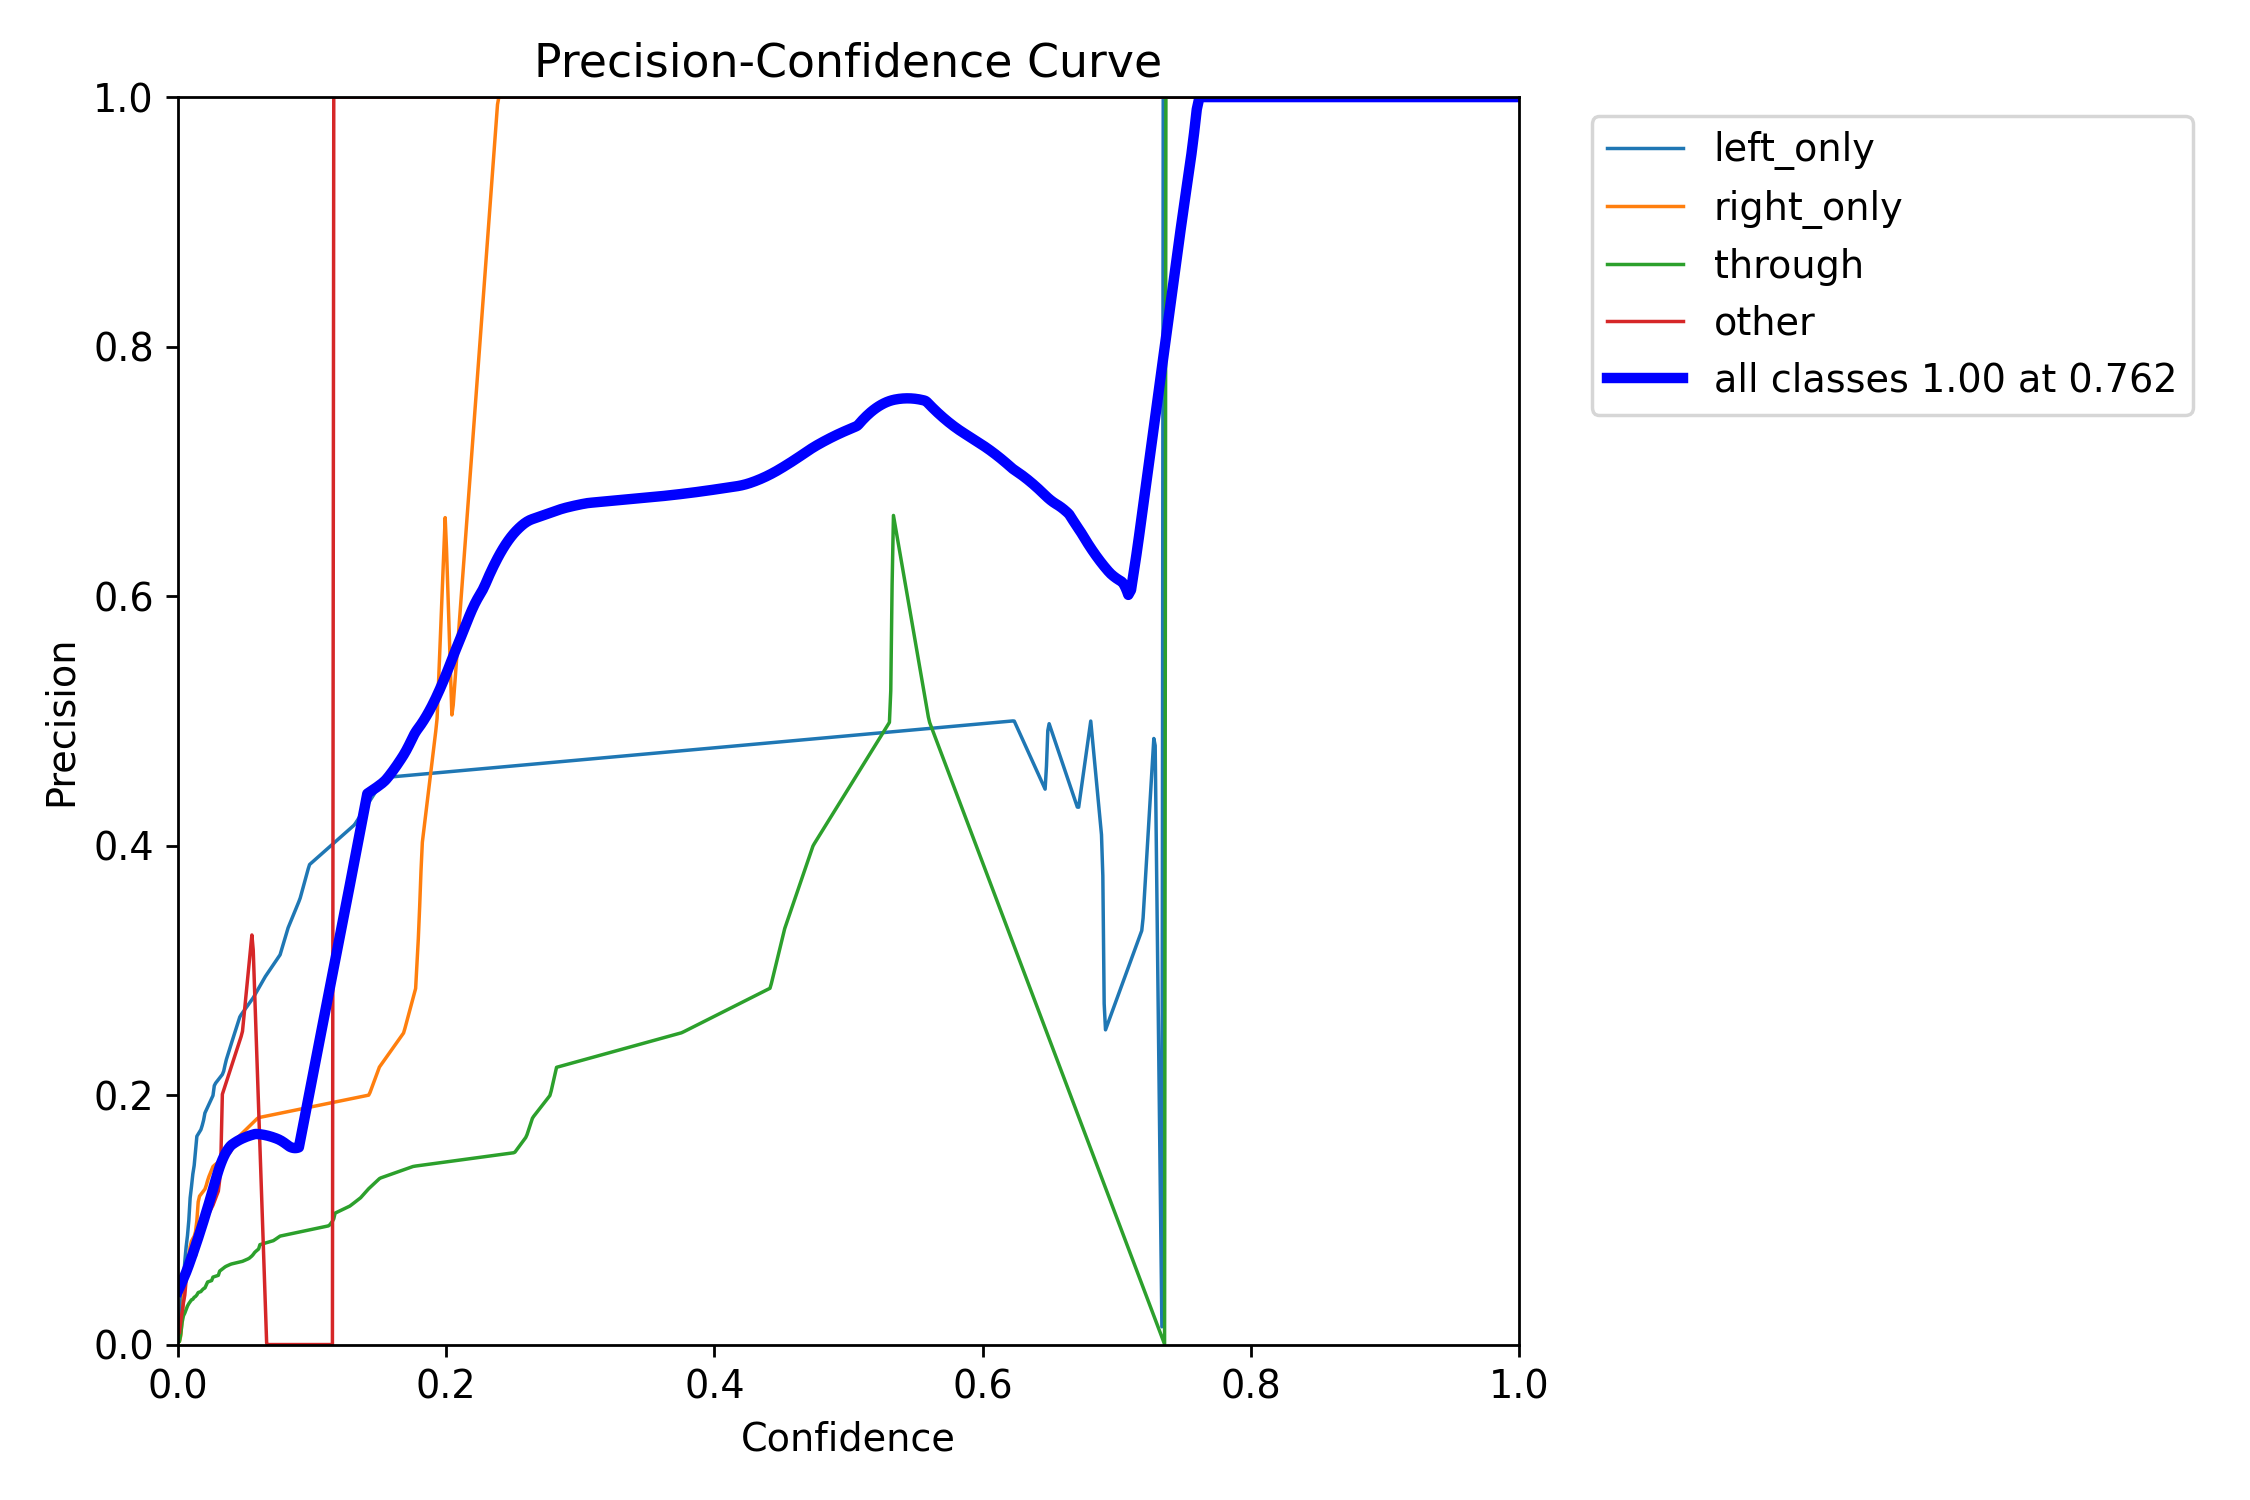 Precision-Confidence Curve
1.0
0.8
0.6
0.4
0.2
0.0
Precision
0.0 0.2 0.4 0.6 0.8 1.0
Confidence
left_only
right_only
through
other
all classes 1.00 at 0.762